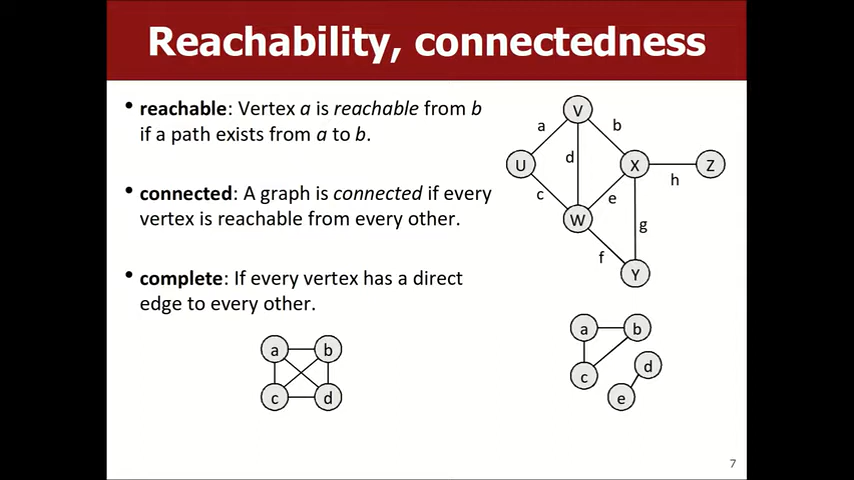 Reachability, connectedness
• reachable: Vertex a is reachable from b
if a path exists from a to b.
• connected: A graph is connected if every
vertex is reachable from every other.
• complete: If every vertex has a direct
edge to every other.
V
a
b
U
d
X
Z
h
c
e
W
g
f
Y
a
b
c
d
e
a
b
c
d
7